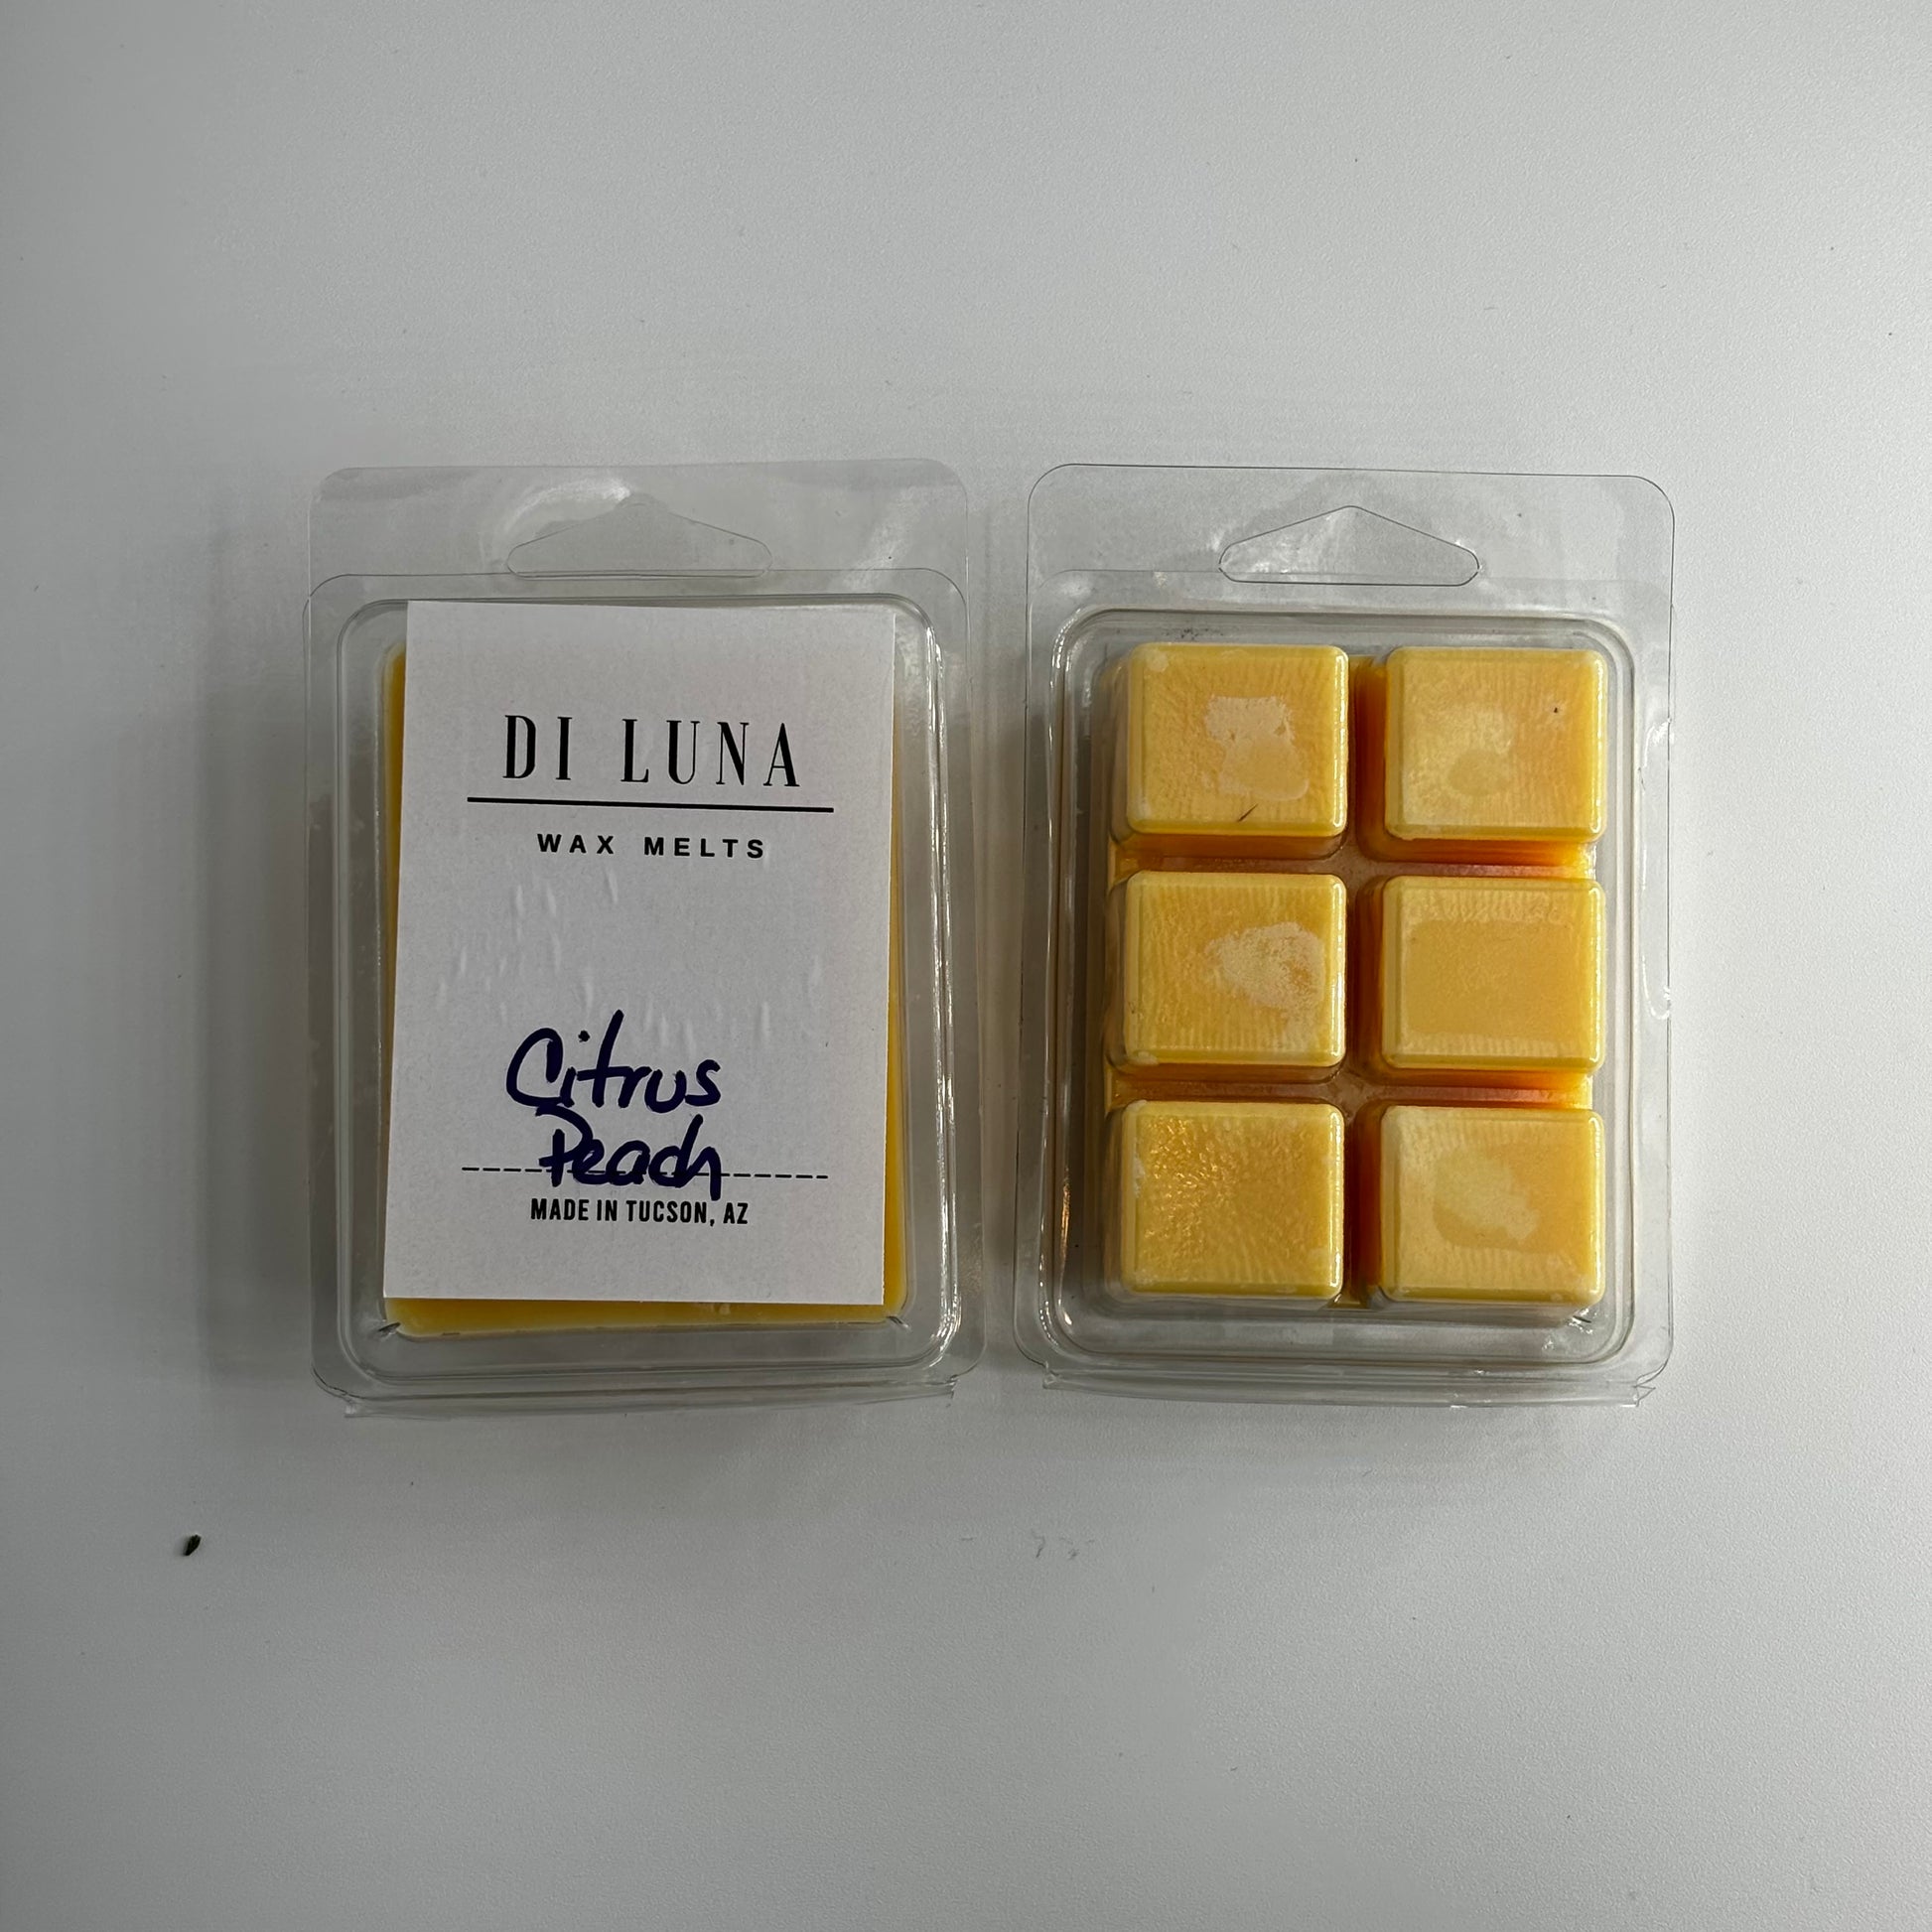 DI LUNA
WAX MELTS
Citrus
Peach
MADE IN TUCSON, AZ